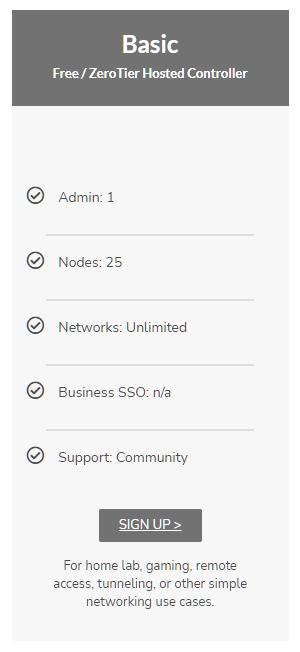 Basic
Free / ZeroTier Hosted Controller
Admin: 1
Nodes: 25
Networks: Unlimited
Business SSO: n/a
Support: Community
SIGN UP >
For home lab, gaming, remote
access, tunneling, or other simple
networking use cases.